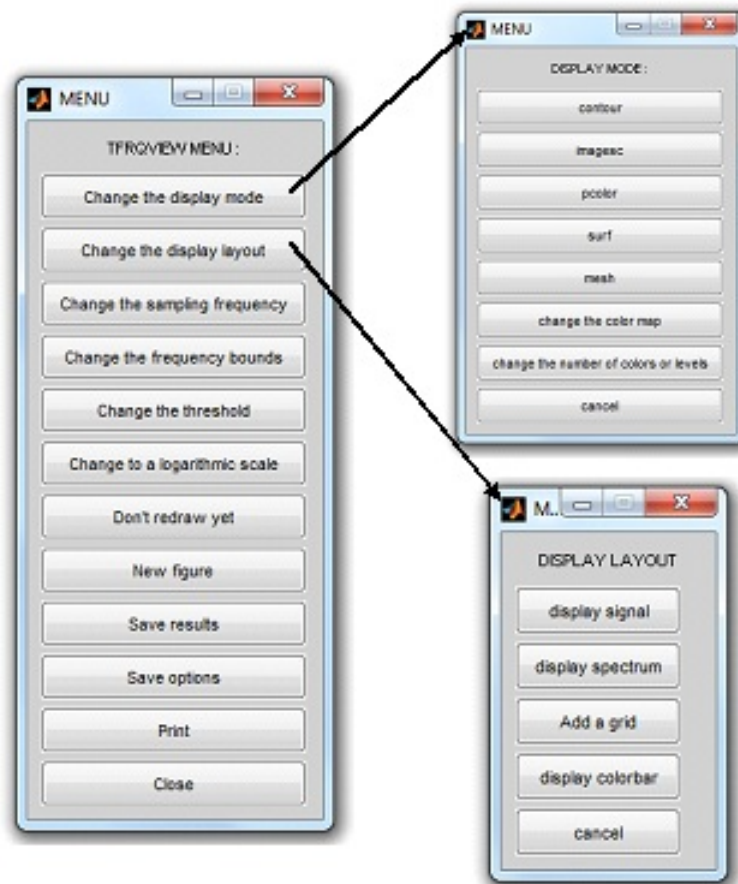 MENU
TFRQVIEW MENU :
Change the display mode
Change the display layout
Change the sampling frequency
Change the frequency bounds
Change the threshold
Change to a logarithmic scale
Don't redraw yet
New figure
Save results
Save options
Print
Close
MENU
DISPLAY MODE :
contour
imagesc
pcolor
surf
mesh
change the color map
change the number of colors or levels
cancel
M...
DISPLAY LAYOUT
display signal
display spectrum
Add a grid
display colorbar
cancel